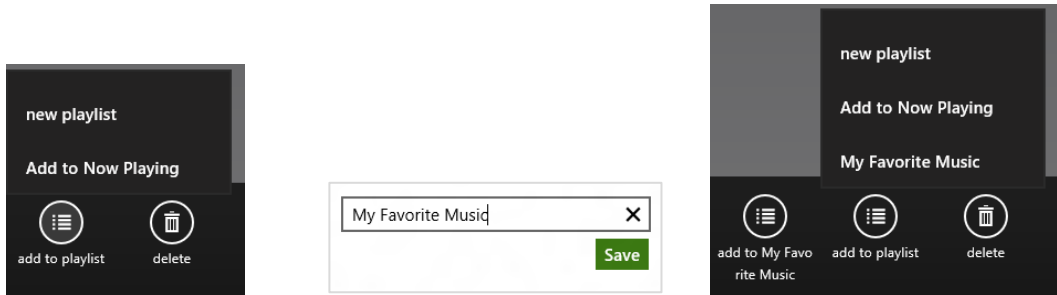 new playlist
Add to Now Playing
add to playlist
delete
My Favorite Music
Save
new playlist
Add to Now Playing
My Favorite Music
add to My Favo
rite Music
add to playlist
delete